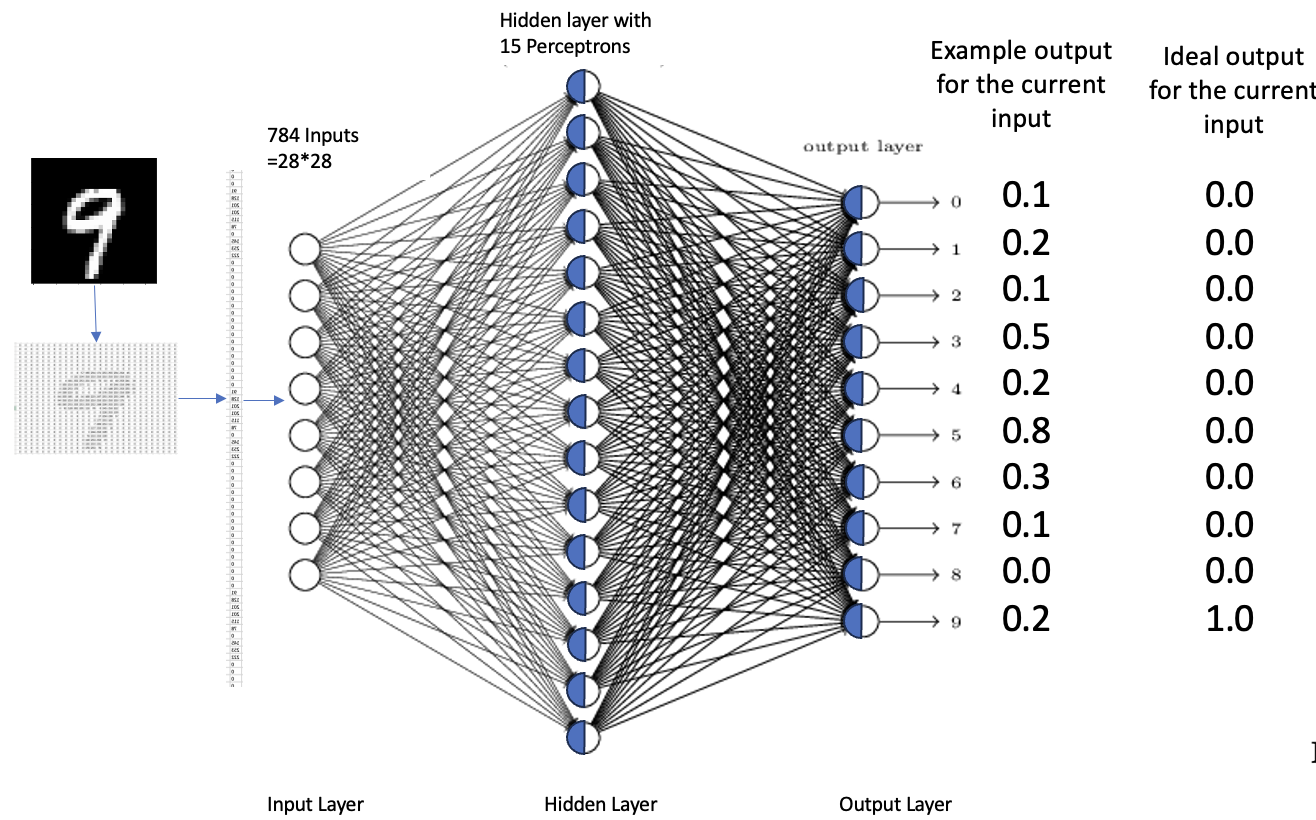 Hidden layer with
15 Perceptrons
Example output
for the current
input
Ideal output
for the current
input
784 Inputs
=28*28
output layer
0 0.1 0.0
1 0.2 0.0
2 0.1 0.0
3 0.5 0.0
4 0.2 0.0
5 0.8 0.0
6 0.3 0.0
7 0.1 0.0
8 0.0 0.0
9 0.2 1.0
9
Input Layer
Hidden Layer
Output Layer